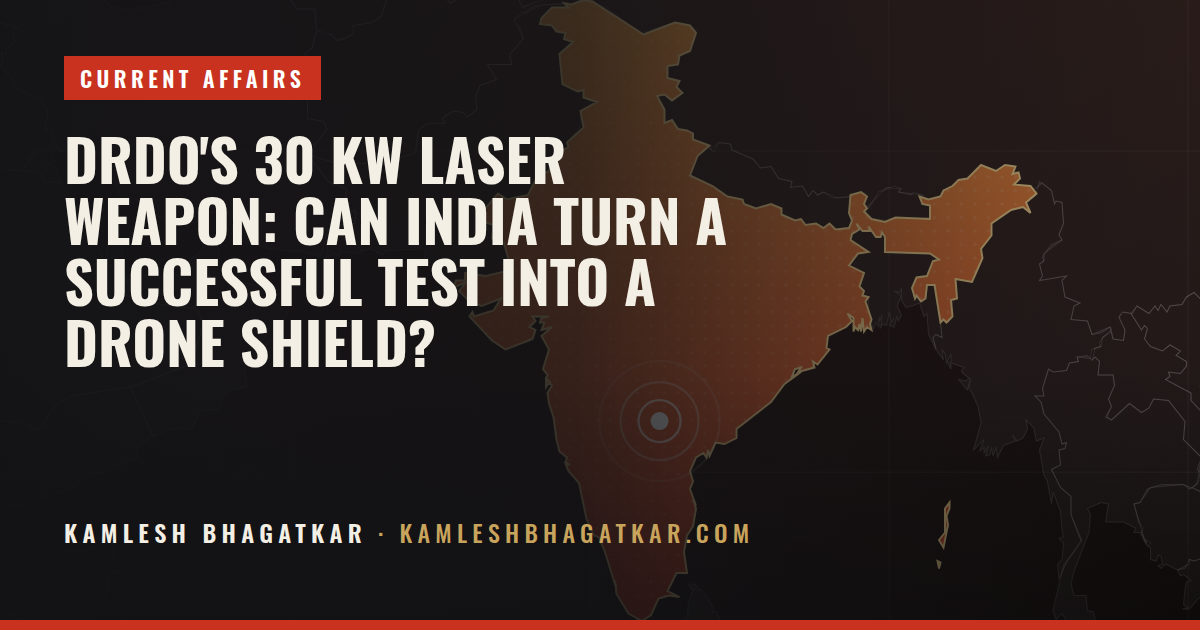 CURRENT AFFAIRS
DRDO'S 30 KW LASER
WEAPON: CAN INDIA TURN A
SUCCESSFUL TEST INTO A
DRONE SHIELD?
KAMLESH BHAGATKAR · KAMLESHBHAGATKAR.COM